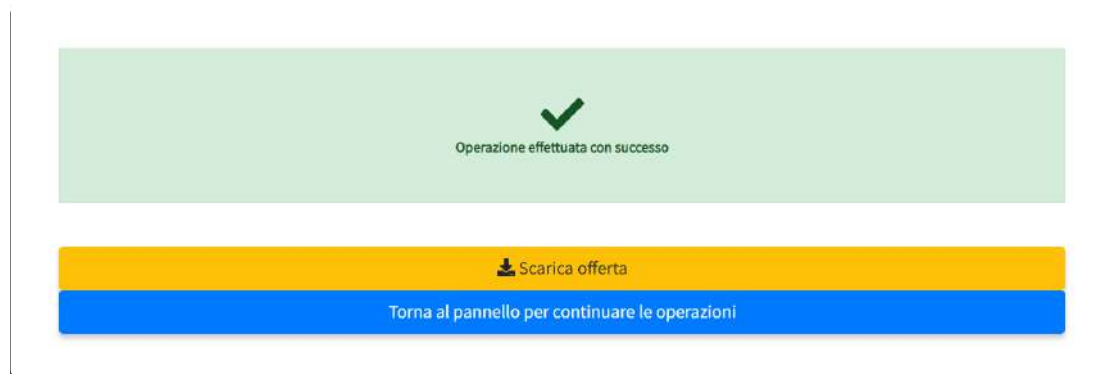 Operazione effettuata con successo
Scarica offerta
Torna al pannello per continuare le operazioni